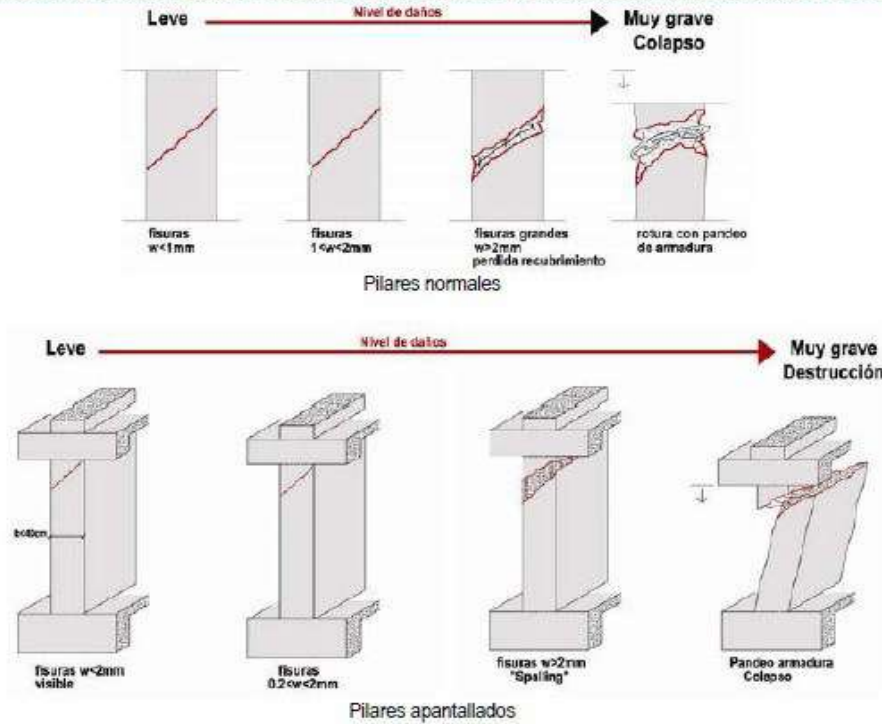 Leve
Nivel de daños
Muy grave
Colapso
fisuras
w<1mm
fisuras
1<w<2mm
fisuras grandes
w>2mm
perdida recubrimiento
rotura con pandeo
de armadura
Pilares normales
Leve
Nivel de daños
Muy grave
Destrucción
b<40cm
fisuras w<2mm
visible
fisuras
0.2<w<2mm
fisuras w>2mm
"Spalling"
Pandeo armadura
Colapso
Pilares apantallados